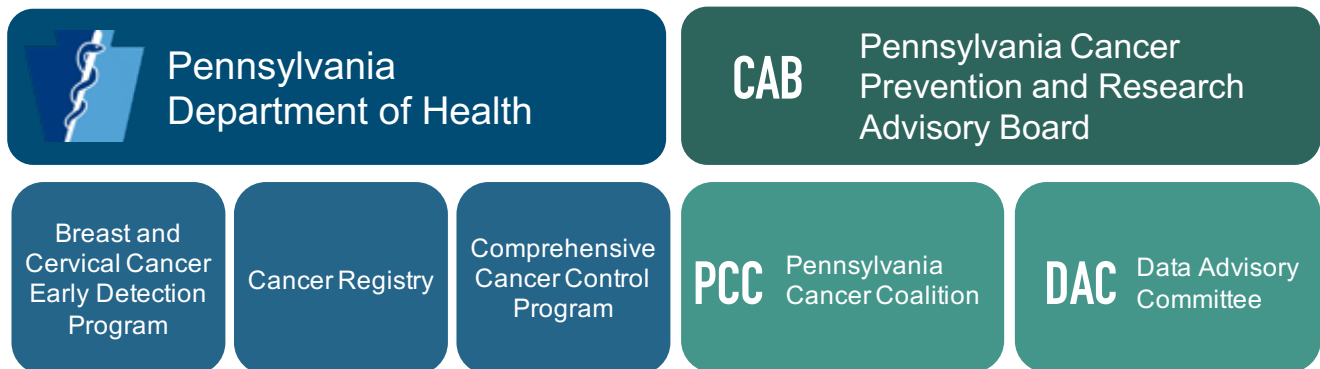 Pennsylvania
Department of Health
CAB
Pennsylvania Cancer
Prevention and Research
Advisory Board
Breast and
Cervical Cancer
Early Detection
Program
Cancer Registry
Comprehensive
Cancer Control
Program
PCC
Pennsylvania
Cancer Coalition
DAC
Data Advisory
Committee